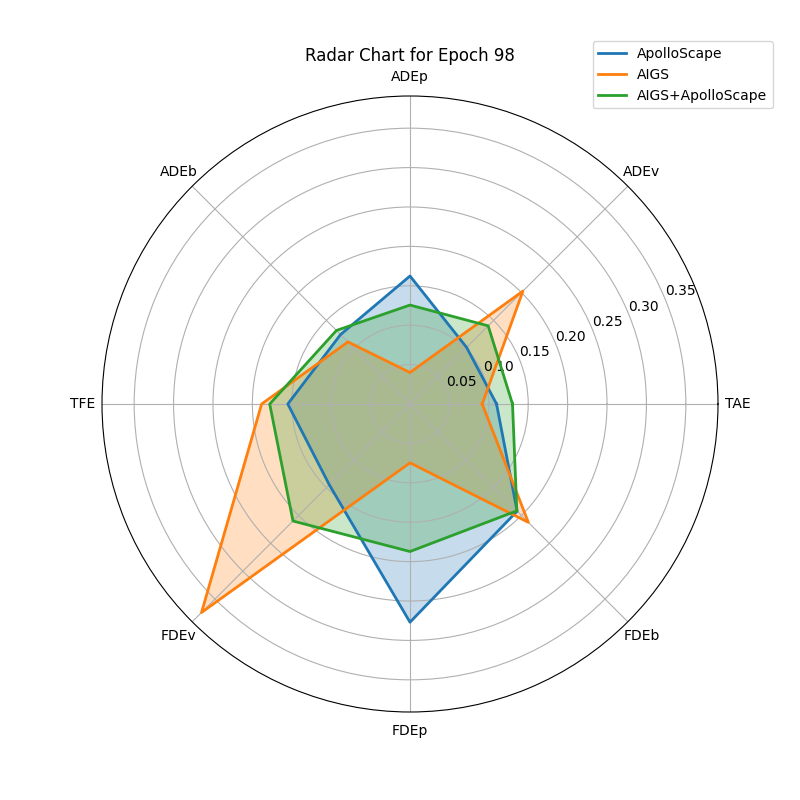 Radar Chart for Epoch 98
ApolloScape
AIGS
AIGS+ApolloScape
ADEp
ADEb
ADEv
0.35
0.30
0.25
0.20
0.15
0.10
0.05
TFE
TAE
FDEv
FDEb
FDEp